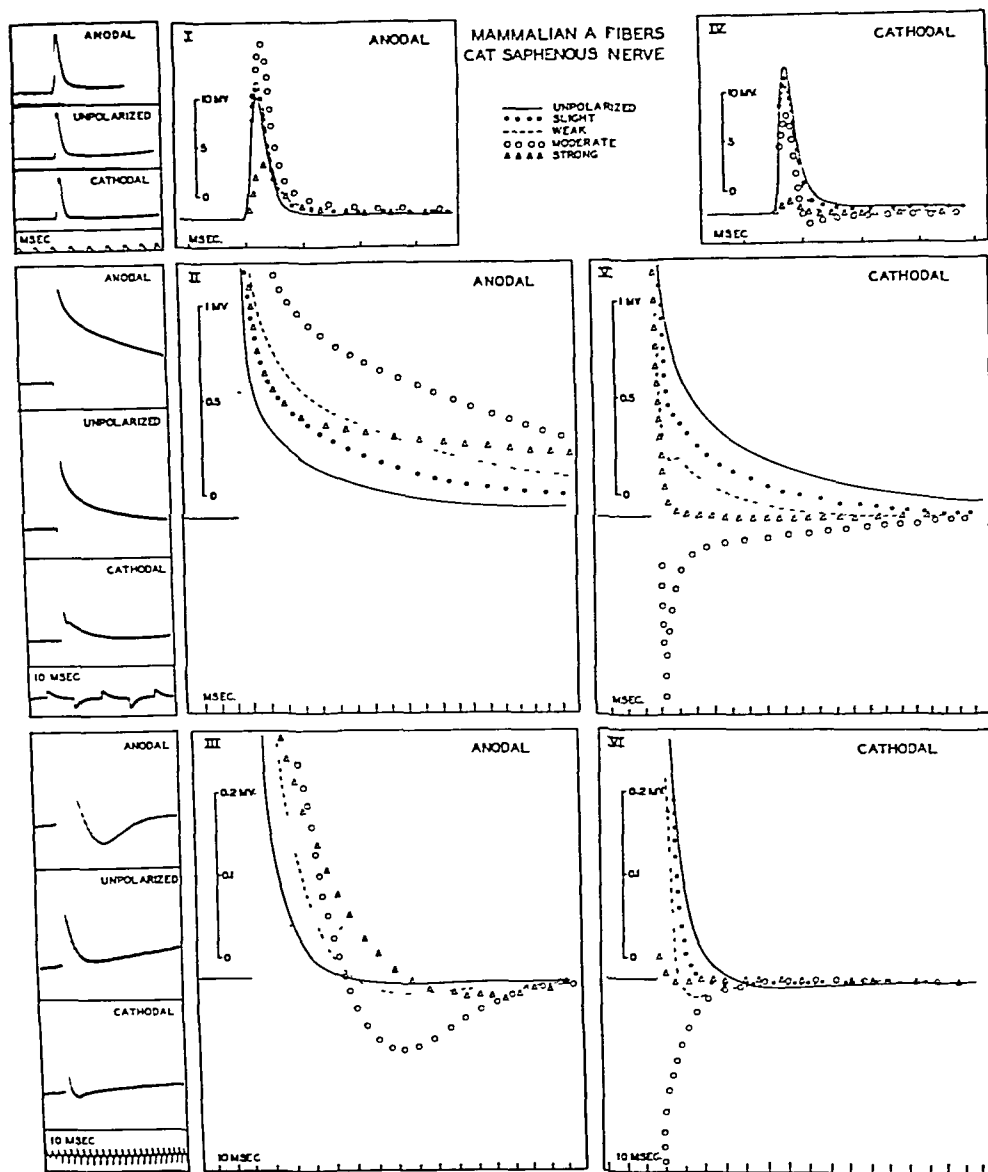 ANODAL
UNPOLARIZED
CATHODAL
MSEC
I
ANODAL
10 MV.
5
0
MSEC.
MAMMALIAN A FIBERS
CAT SAPHENOUS NERVE
UNPOLARIZED
SLIGHT
WEAK
MODERATE
STRONG
IV
CATHODAL
10 MV.
5
0
MSEC
ANODAL
UNPOLARIZED
CATHODAL
10 MSEC
II
ANODAL
1 MV.
0.5
0
MSEC.
V
CATHODAL
1 MV
0.5
0
MSEC.
ANODAL
UNPOLARIZED
CATHODAL
10 MSEC
III
ANODAL
0.2 MV.
0.1
0
10 MSEC
VI
CATHODAL
0.2 MV.
0.1
0
10 MSEC